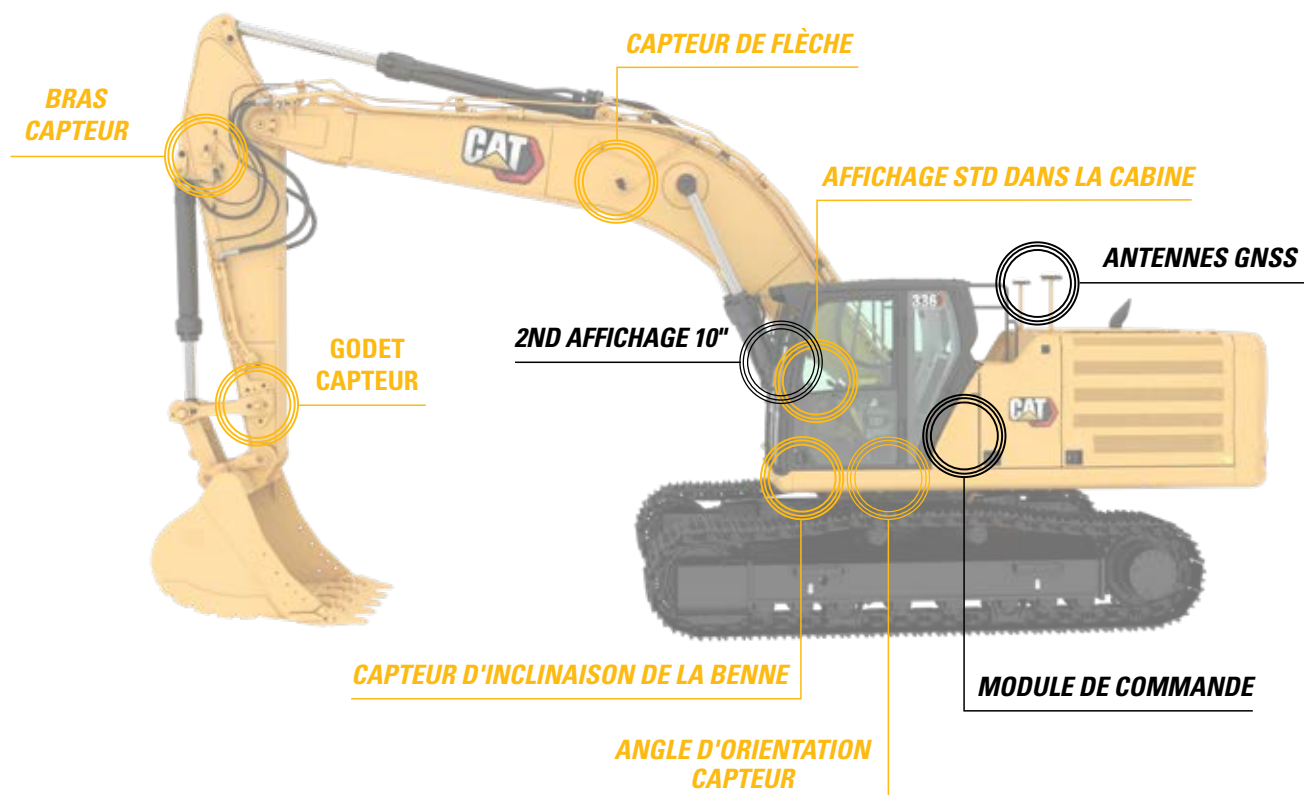 CAPTEUR DE FLÈCHE
BRAS
CAPTEUR
CAT
AFFICHAGE STD DANS LA CABINE
ANTENNES GNSS
336
2ND AFFICHAGE 10"
GODET
CAPTEUR
CAT
CAPTEUR D'INCLINAISON DE LA BENNE
MODULE DE COMMANDE
ANGLE D'ORIENTATION
CAPTEUR